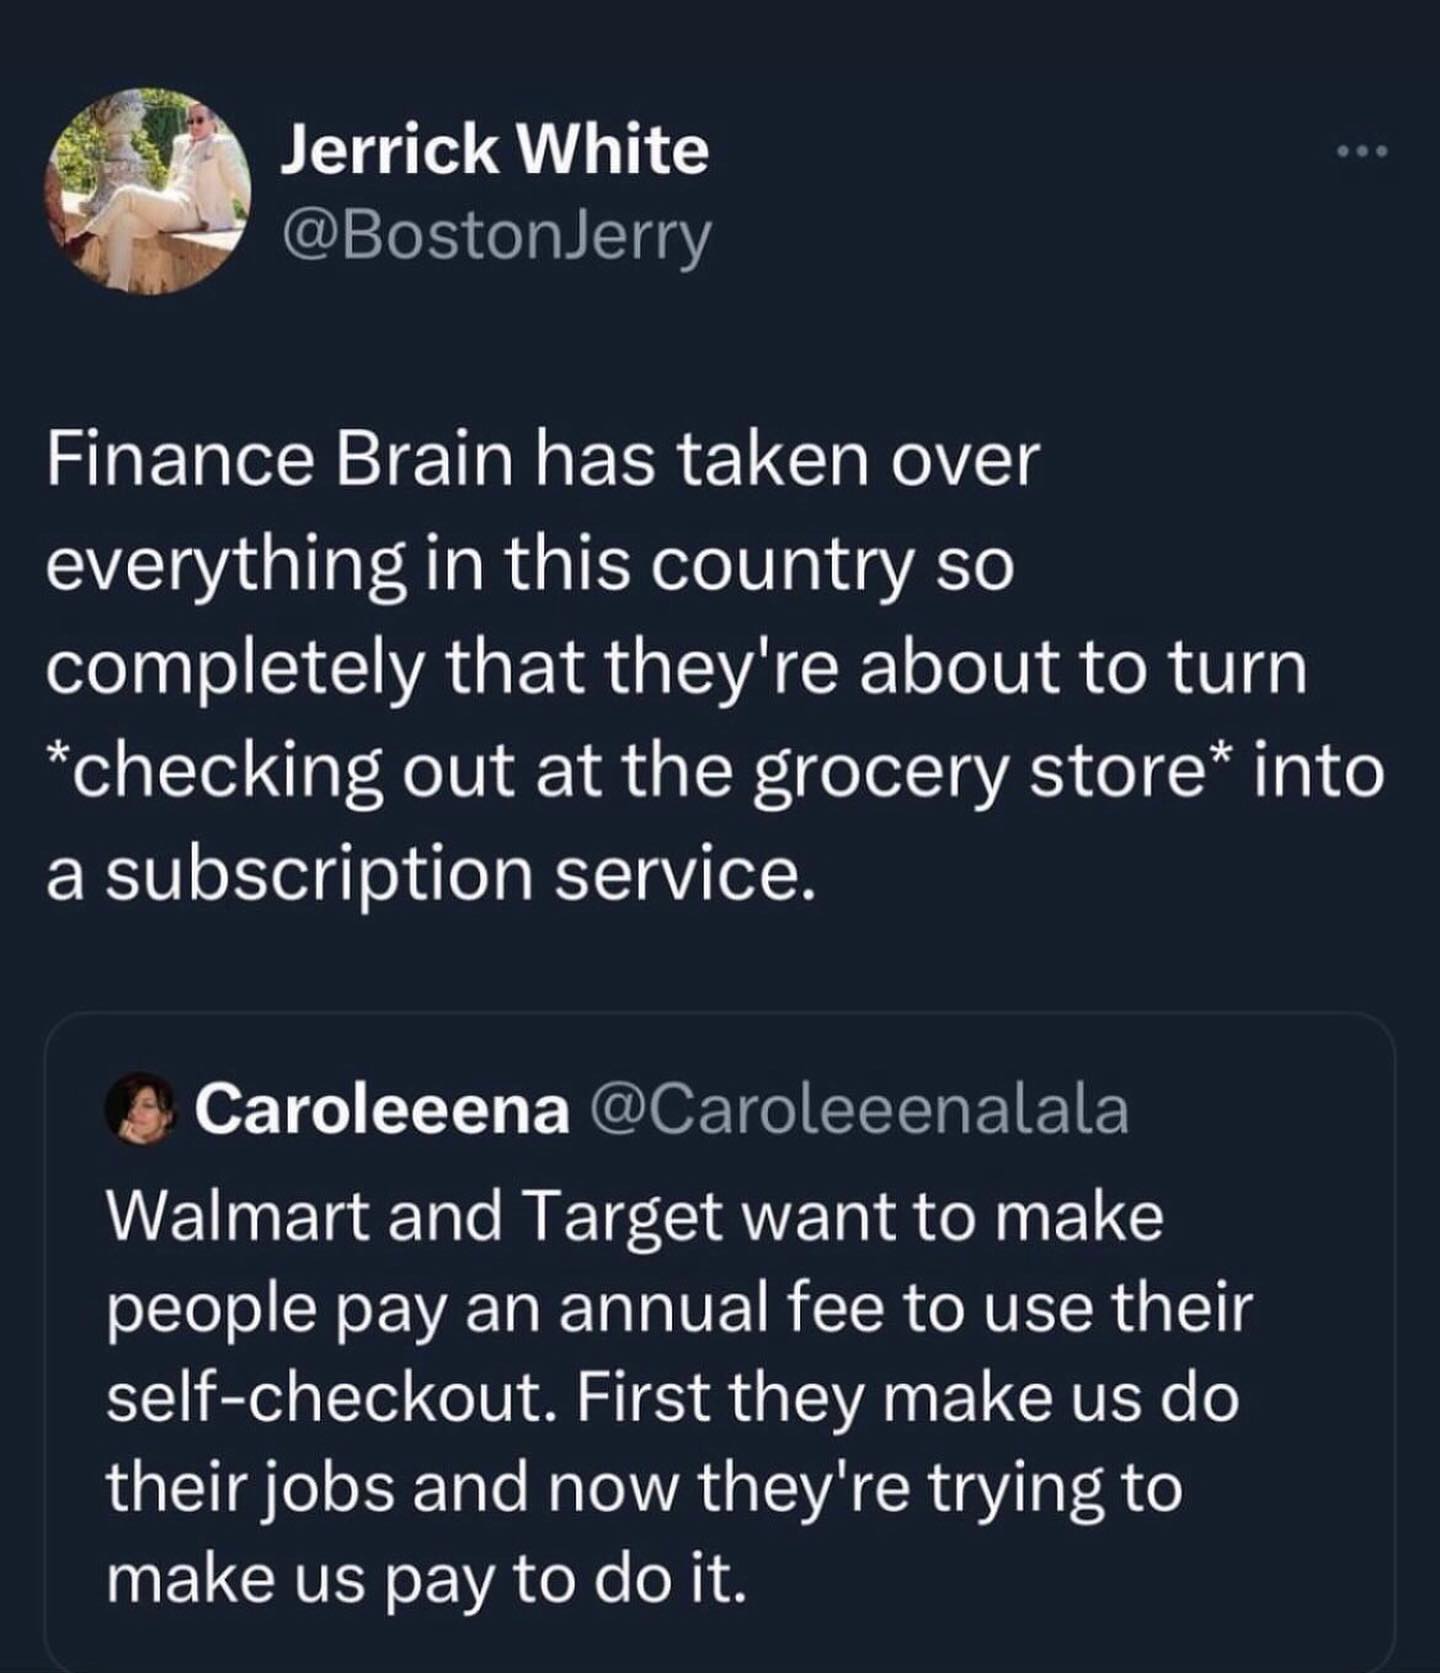 Jerrick White
@BostonJerry
Finance Brain has taken over
everything in this country so
completely that they're about to turn
*checking out at the grocery store* into
a subscription service.
Caroleeena @Caroleeenalala
Walmart and Target want to make
people pay an annual fee to use their
self-checkout. First they make us do
their jobs and now they're trying to
make us pay to do it.